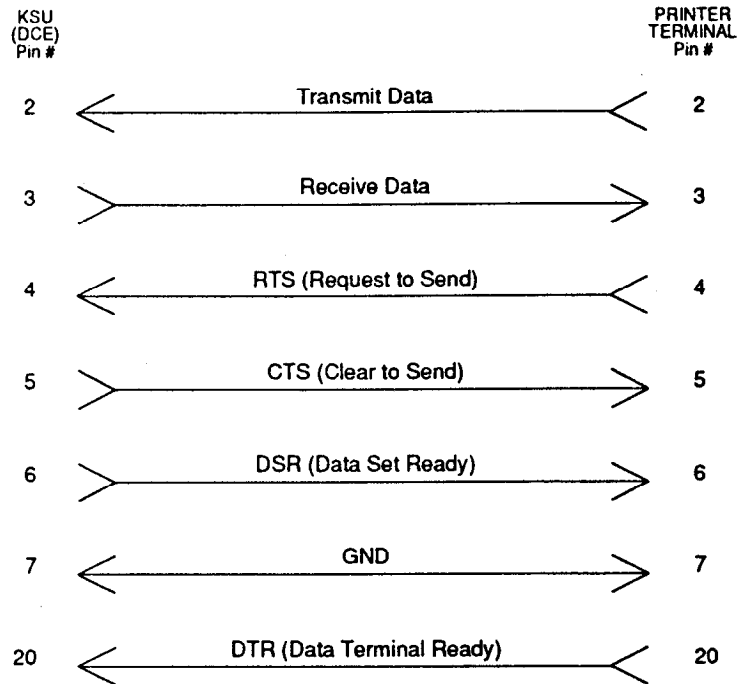 KSU
(DCE)
Pin #
PRINTER
TERMINAL
Pin #
2 Transmit Data 2
3 Receive Data 3
4 RTS (Request to Send) 4
5 CTS (Clear to Send) 5
6 DSR (Data Set Ready) 6
7 GND 7
20 DTR (Data Terminal Ready) 20